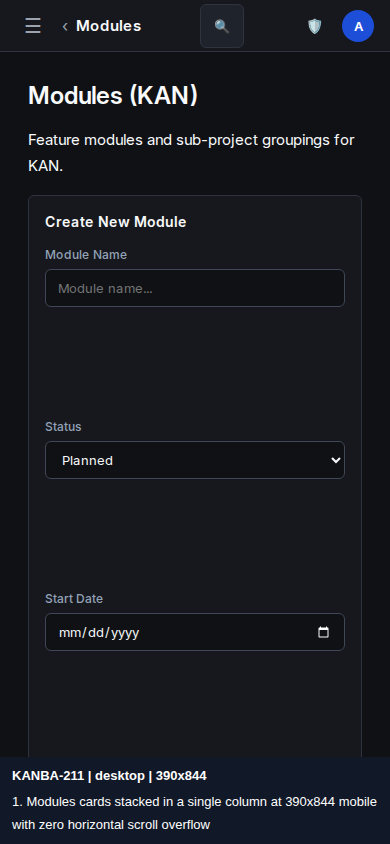 Modules
A
Modules (KAN)
Feature modules and sub-project groupings for
KAN.
Create New Module
Module Name
Module name...
Status
Planned
Start Date
mm/dd/yyyy
KANBA-211 | desktop | 390x844
1. Modules cards stacked in a single column at 390x844 mobile
with zero horizontal scroll overflow